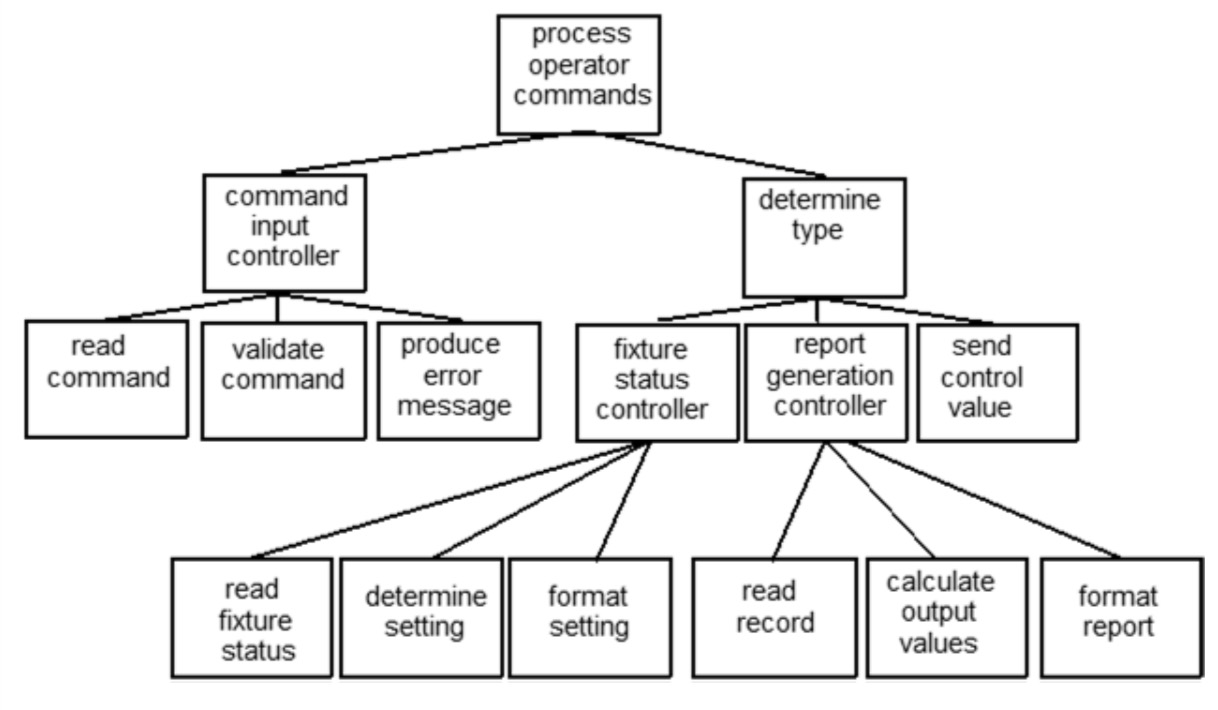 process
operator
commands
command
input
controller
determine
type
read
command
validate
command
produce
error
message
fixture
status
controller
report
generation
controller
send
control
value
read
fixture
status
determine
setting
format
setting
read
record
calculate
output
values
format
report